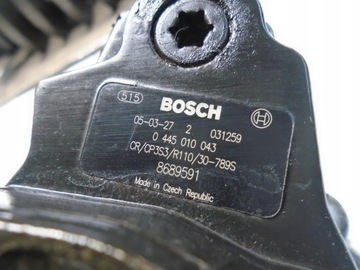 515 BOSCH
05-03-27 2 031259
0 445 010 043
CR/CP3S3/R110/30-789S
8689591
Made in Czech Republic